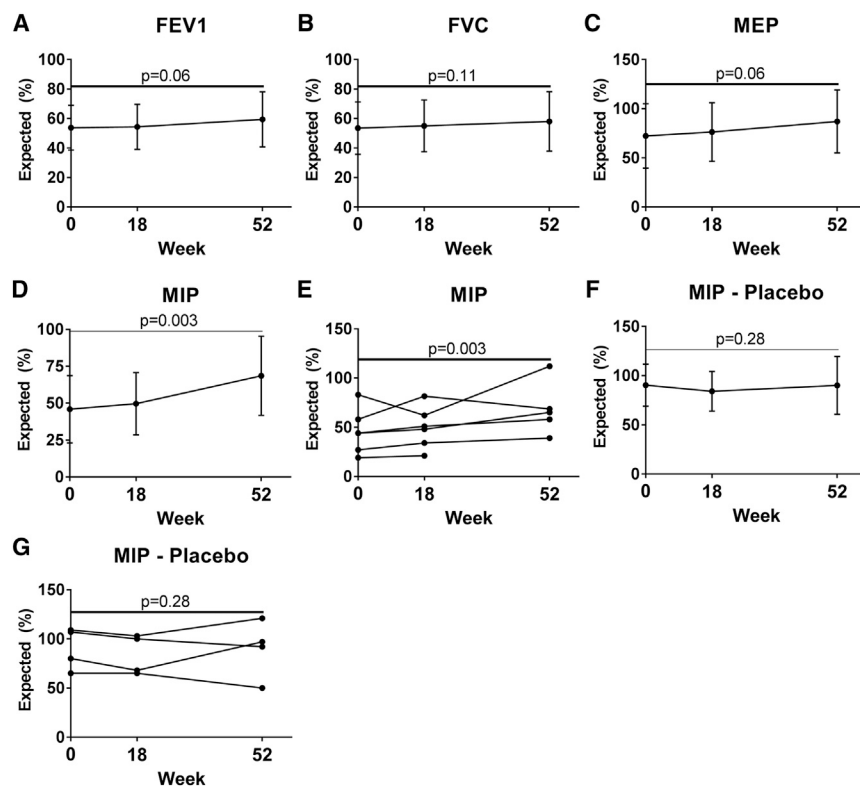 A
FEV1
Expected (%)
100
80
60
40
20
0
p=0.06
0 18 52
Week
B
FVC
Expected (%)
100
80
60
40
20
0
p=0.11
0 18 52
Week
C
MEP
Expected (%)
150
100
50
0
p=0.06
0 18 52
Week
D
MIP
Expected (%)
100
75
50
25
0
p=0.003
0 18 52
Week
E
MIP
Expected (%)
150
100
50
0
p=0.003
0 18 52
Week
F
MIP - Placebo
Expected (%)
150
100
50
0
p=0.28
0 18 52
Week
G
MIP - Placebo
Expected (%)
150
100
50
0
p=0.28
0 18 52
Week